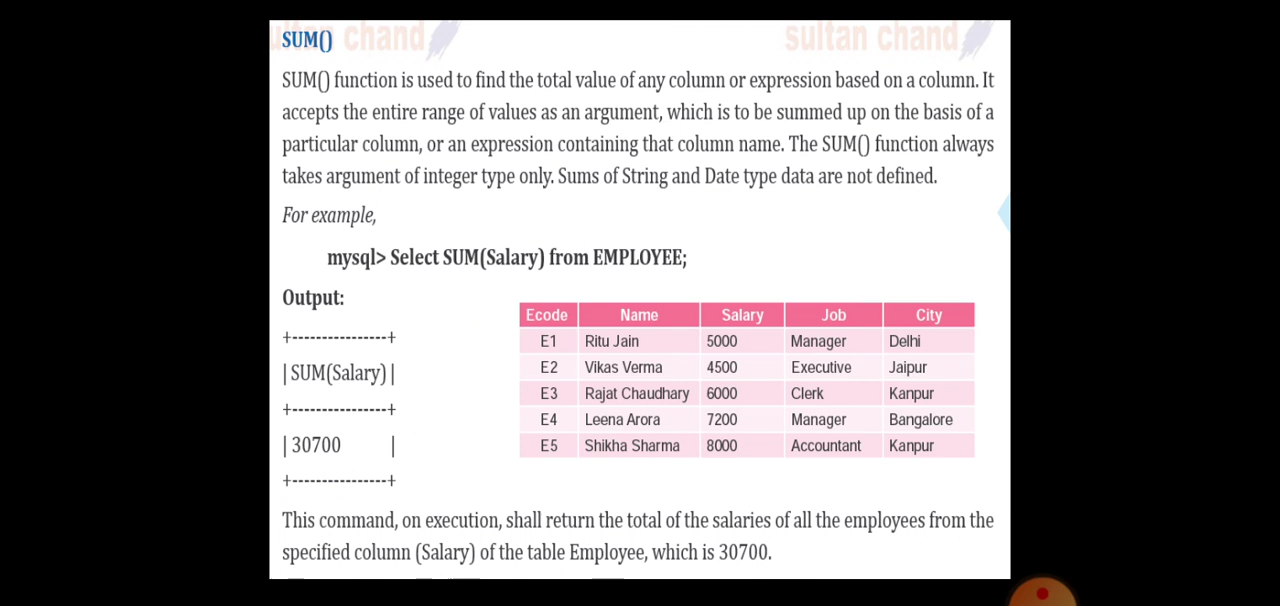 sultan chand
sultan chand
SUM()
SUM() function is used to find the total value of any column or expression based on a column. It
accepts the entire range of values as an argument, which is to be summed up on the basis of a
particular column, or an expression containing that column name. The SUM() function always
takes argument of integer type only. Sums of String and Date type data are not defined.
For example,
mysql> Select SUM(Salary) from EMPLOYEE;
Output:
+----------------+
| SUM(Salary) |
+----------------+
| 30700 |
+----------------+
Ecode Name Salary Job City
E1 Ritu Jain 5000 Manager Delhi
E2 Vikas Verma 4500 Executive Jaipur
E3 Rajat Chaudhary 6000 Clerk Kanpur
E4 Leena Arora 7200 Manager Bangalore
E5 Shikha Sharma 8000 Accountant Kanpur
This command, on execution, shall return the total of the salaries of all the employees from the
specified column (Salary) of the table Employee, which is 30700.